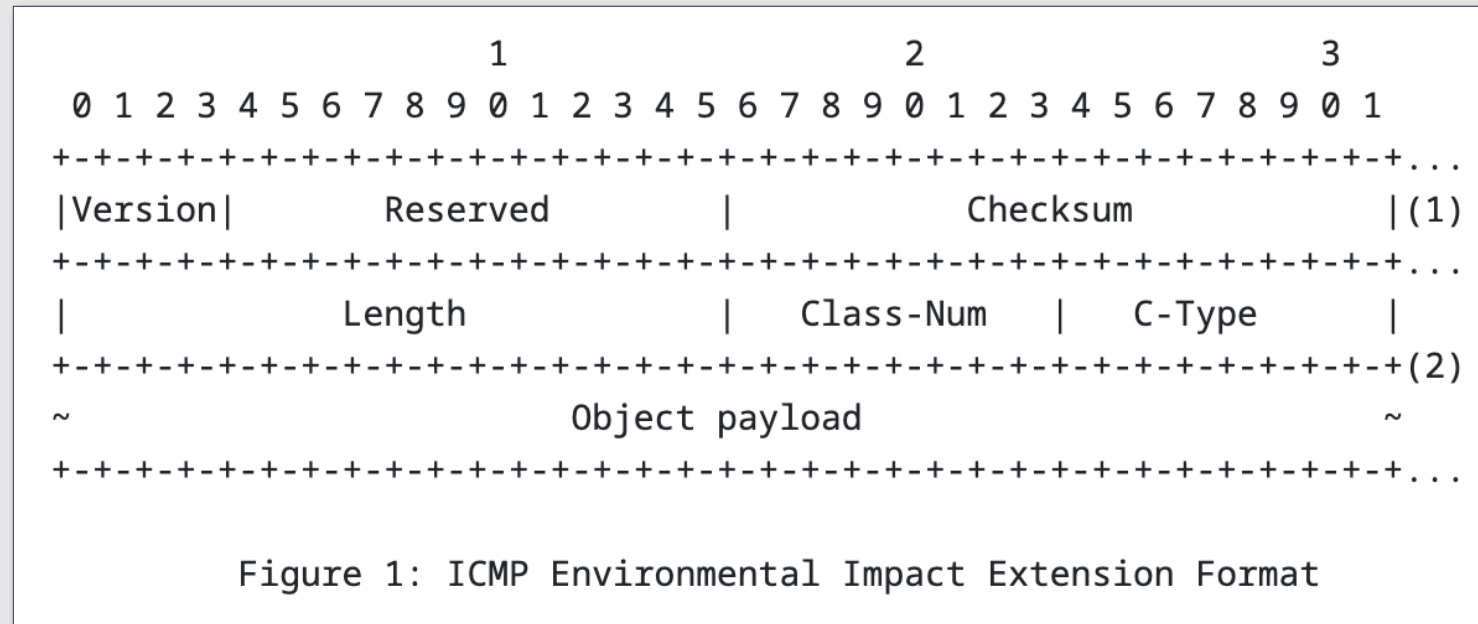 1                   2                   3
 0 1 2 3 4 5 6 7 8 9 0 1 2 3 4 5 6 7 8 9 0 1 2 3 4 5 6 7 8 9 0 1
+-+-+-+-+-+-+-+-+-+-+-+-+-+-+-+-+-+-+-+-+-+-+-+-+-+-+-+-+-+-+-+-+...
|Version|       Reserved        |           Checksum            |(1)
+-+-+-+-+-+-+-+-+-+-+-+-+-+-+-+-+-+-+-+-+-+-+-+-+-+-+-+-+-+-+-+-+...
|             Length            |   Class-Num   |   C-Type      |
+-+-+-+-+-+-+-+-+-+-+-+-+-+-+-+-+-+-+-+-+-+-+-+-+-+-+-+-+-+-+-+-+(2)
~                        Object payload                         ~
+-+-+-+-+-+-+-+-+-+-+-+-+-+-+-+-+-+-+-+-+-+-+-+-+-+-+-+-+-+-+-+-+...
Figure 1: ICMP Environmental Impact Extension Format